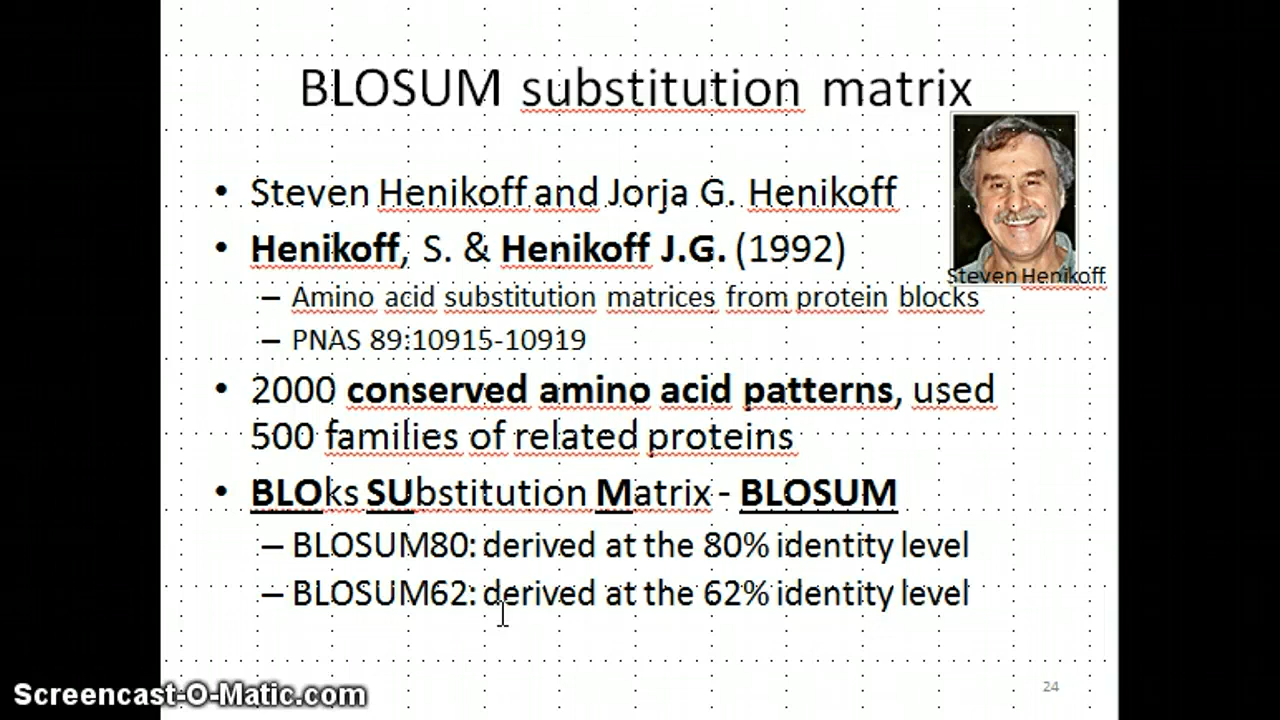 BLOSUM substitution matrix
• Steven Henikoff and Jorja G. Henikoff
• Henikoff, S. & Henikoff J.G. (1992)
Steven Henikoff
– Amino acid substitution matrices from protein blocks
– PNAS 89:10915-10919
• 2000 conserved amino acid patterns, used
500 families of related proteins
• BLOks SUbstitution Matrix - BLOSUM
– BLOSUM80: derived at the 80% identity level
– BLOSUM62: derived at the 62% identity level
24
Screencast-O-Matic.com